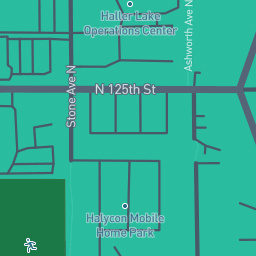 Haller Lake
Operations Center
Ashworth Ave N
N 125th St
Stone Ave N
Halycon Mobile
Home Park